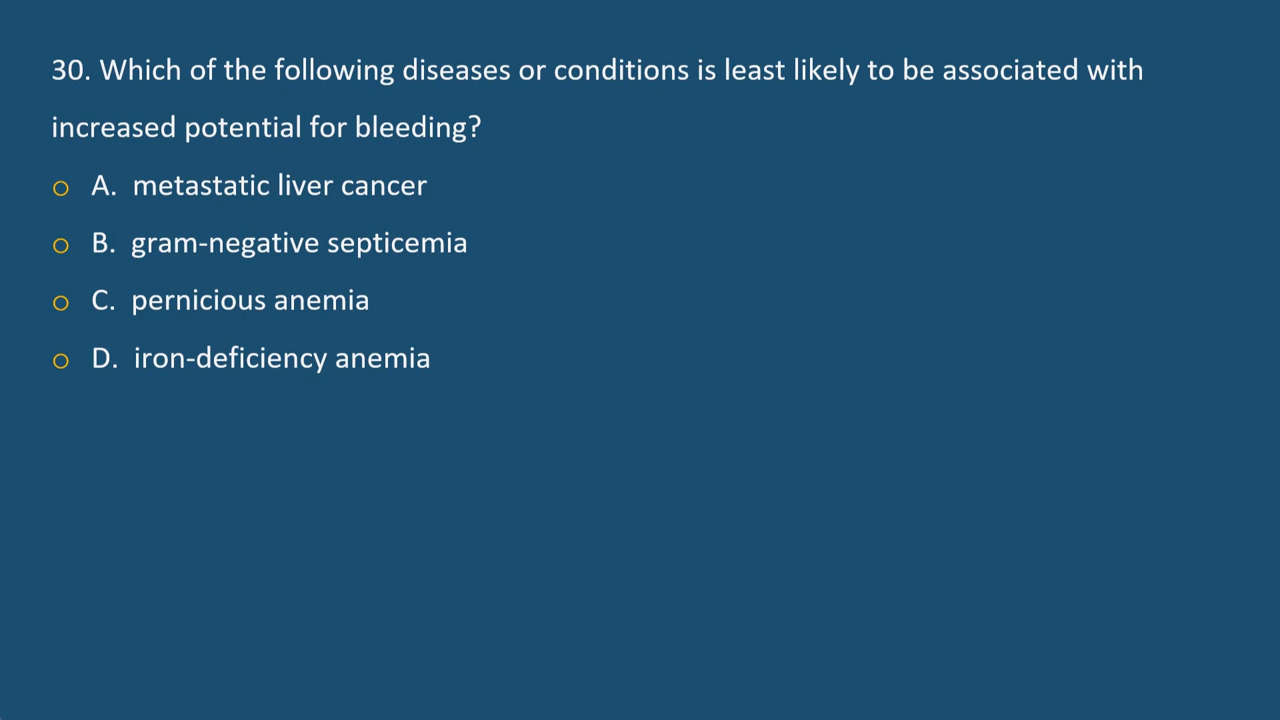 30. Which of the following diseases or conditions is least likely to be associated with
increased potential for bleeding?
o A. metastatic liver cancer
o B. gram-negative septicemia
o C. pernicious anemia
o D. iron-deficiency anemia